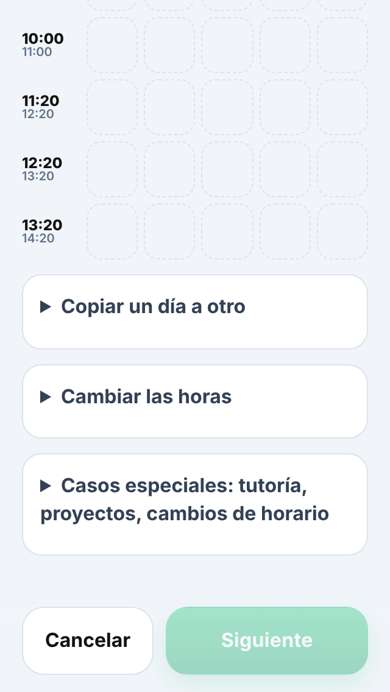 10:00
11:00
11:20
12:20
12:20
13:20
13:20
14:20
Copiar un día a otro
Cambiar las horas
Casos especiales: tutoría,
proyectos, cambios de horario
Cancelar
Siguiente